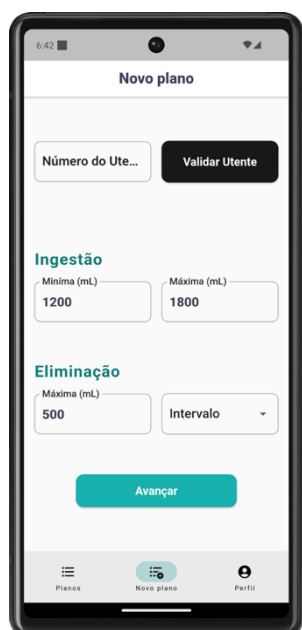 6:42
Novo plano
Número do Ute...
Validar Utente
Ingestão
Miníma (mL)
Máxima (mL)
1200
1800
Eliminação
Máxima (mL)
500
Intervalo
Avançar
Planos
Novo plano
Perfil